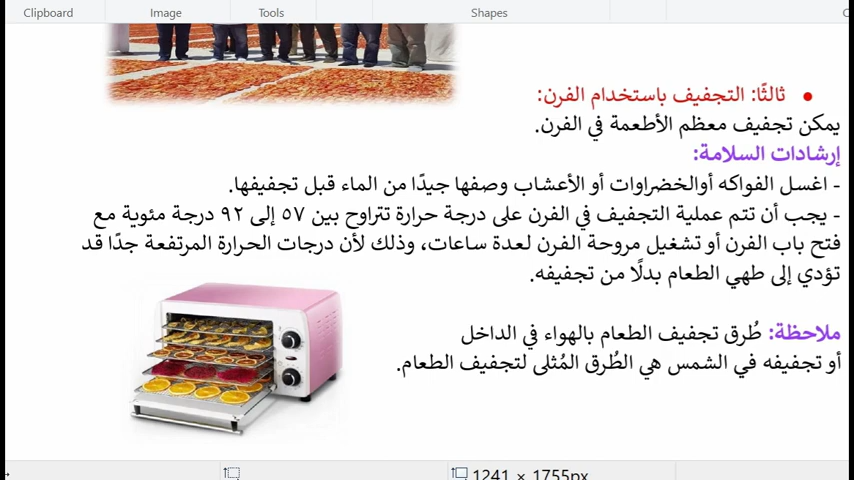 Clipboard
Image
Tools
Shapes
• ثالثًا: التجفيف باستخدام الفرن:
يمكن تجفيف معظم الأطعمة في الفرن.
إرشادات السلامة:
- اغسل الفواكه أوالخضراوات أو الأعشاب وصفها جيدًا من الماء قبل تجفيفها.
- يجب أن تتم عملية التجفيف في الفرن على درجة حرارة تتراوح بين ٥٧ إلى ٩٢ درجة مئوية مع
فتح باب الفرن أو تشغيل مروحة الفرن لعدة ساعات، وذلك لأن درجات الحرارة المرتفعة جدًا قد
تؤدي إلى طهي الطعام بدلًا من تجفيفه.
ملاحظة: طُرق تجفيف الطعام بالهواء في الداخل
أو تجفيفه في الشمس هي الطُرق المُثلى لتجفيف الطعام.
1241 × 1755px